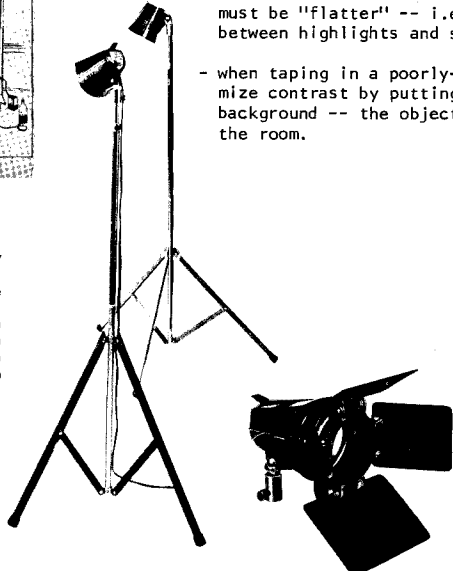 must be "flatter" -- i.e
between highlights and s
- when taping in a poorly-
mize contrast by putting
background -- the object
the room.